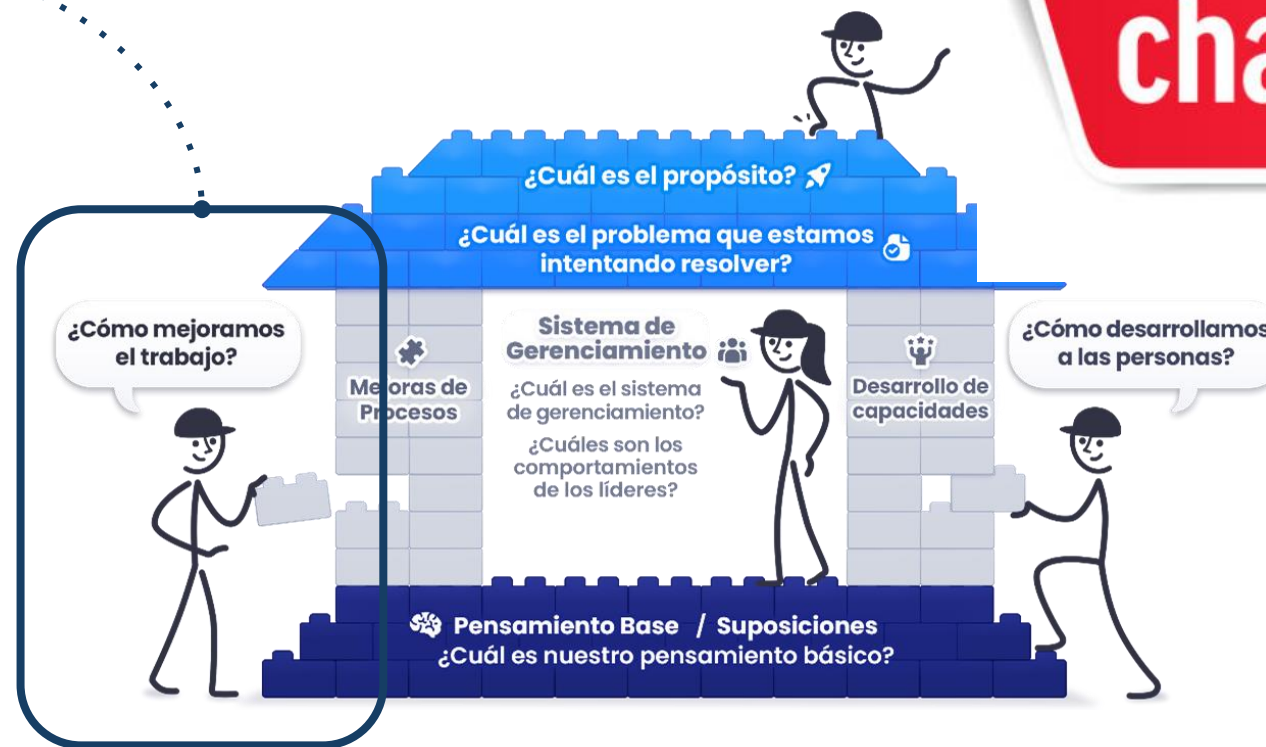 cha
¿Cuál es el propósito?
¿Cuál es el problema que estamos
intentando resolver?
¿Cómo mejoramos
el trabajo?
Mejoras de
Procesos
Sistema de
Gerenciamiento
¿Cuál es el sistema
de gerenciamiento?
¿Cuáles son los
comportamientos
de los líderes?
Desarrollo de
capacidades
¿Cómo desarrollamos
a las personas?
Pensamiento Base / Suposiciones
¿Cuál es nuestro pensamiento básico?